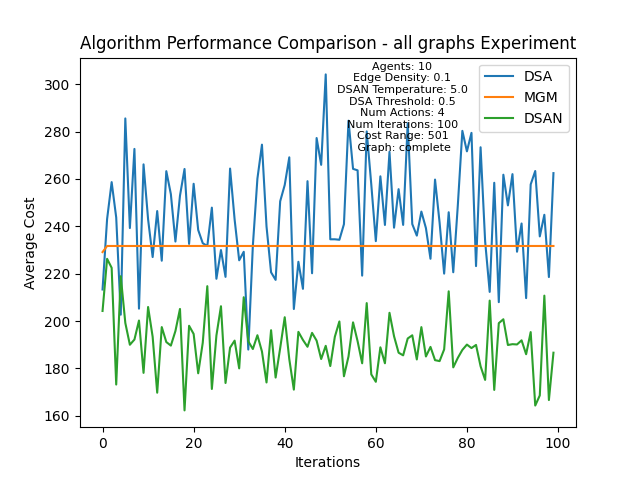 Algorithm Performance Comparison - all graphs Experiment
Agents: 10
Edge Density: 0.1
DSAN Temperature: 5.0
DSA Threshold: 0.5
Num Actions: 4
Num Iterations: 100
Cost Range: 501
Graph: complete
DSA
MGM
DSAN
Average Cost
300
280
260
240
220
200
180
160
0
20
40
60
80
100
Iterations